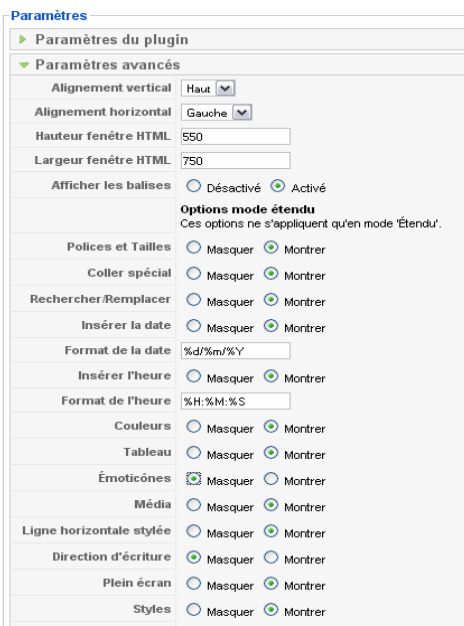 Paramètres
Paramètres du plugin
Paramètres avancés
Alignement vertical Haut
Alignement horizontal Gauche
Hauteur fenêtre HTML 550
Largeur fenêtre HTML 750
Afficher les balises Désactivé Activé
Options mode étendu
Ces options ne s'appliquent qu'en mode 'Étendu'.
Polices et Tailles Masquer Montrer
Coller spécial Masquer Montrer
Rechercher/Remplacer Masquer Montrer
Insérer la date Masquer Montrer
Format de la date %d/%m/%Y
Insérer l'heure Masquer Montrer
Format de l'heure %H:%M:%S
Couleurs Masquer Montrer
Tableau Masquer Montrer
Émoticônes Masquer Montrer
Média Masquer Montrer
Ligne horizontale stylée Masquer Montrer
Direction d'écriture Masquer Montrer
Plein écran Masquer Montrer
Styles Masquer Montrer